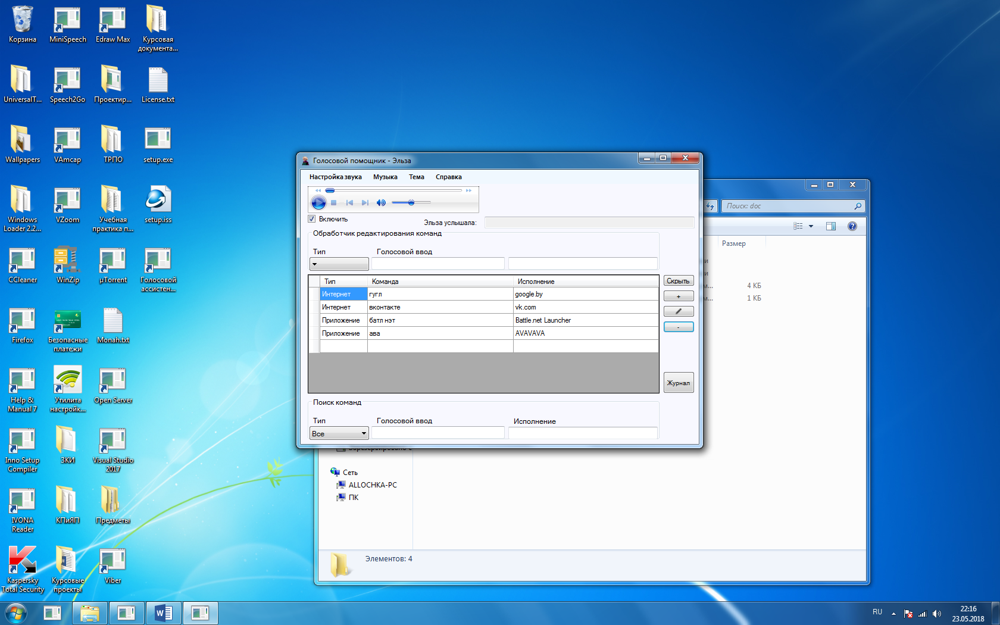 Корзина
MiniSpeech
Edraw Max
Курсовая
документа...
UniversalT...
Speech2Go
Проектир...
License.txt
Wallpapers
VAmcap
ТРПО
setup.exe
Windows
Loader 2.2...
VZoom
Учебная
практика п...
setup.iss
CCleaner
WinZip
µTorrent
Голосовой
ассистен...
Firefox
Безопасные
платежи
Monah.txt
Help &
Manual 7
Утилита
настройк...
Open Server
Inno Setup
Compiler
ЗКИ
Visual Studio
2017
IVONA
Reader
КПиЯП
Предметы
Kaspersky
Total Security
Курсовые
проекты
Viber
Голосовой помощник - Эльза
Настройка звука Музыка Тема Справка
Включить
Эльза услышала:
Обработчик редактирования команд
Тип Голосовой ввод
Тип Команда Исполнение
Интернет гугл google.by
Интернет вконтакте vk.com
Приложение батл нэт Battle.net Launcher
Приложение ава AVAVAVA
Скрыть
+
-
Журнал
Поиск команд
Тип Голосовой ввод Исполнение
Все
Поиск: doc
Размер
и
и
м... 4 КБ
м... 1 КБ
Сеть
ALLOCHKA-PC
ПК
Элементов: 4
RU
22:16
23.05.2018